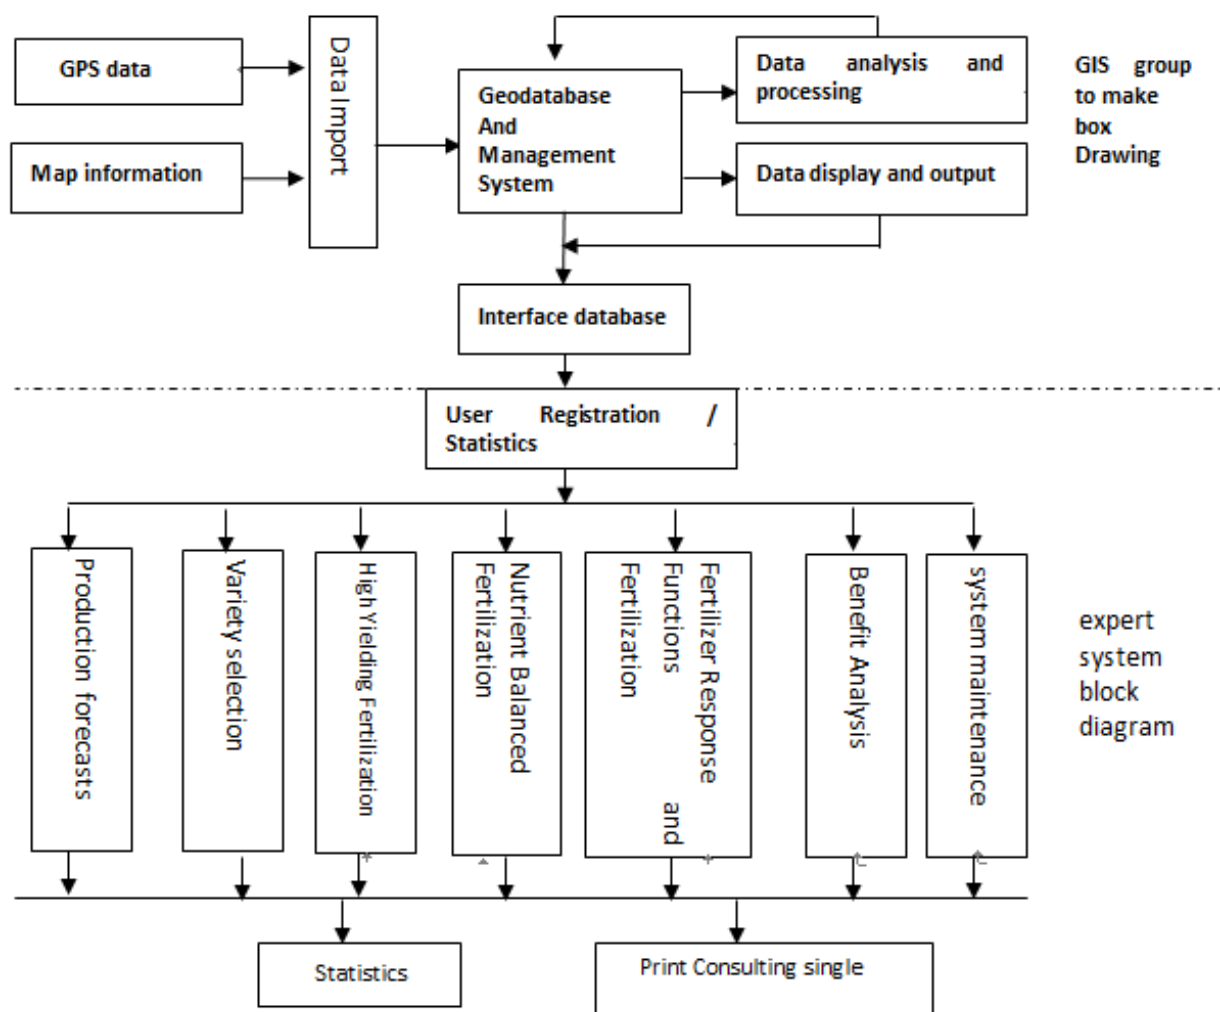 GPS data
Map information
Data Import
Geodatabase
And
Management
System
Data analysis and
processing
Data display and output
GIS group
to make
box
Drawing
Interface database
User Registration /
Statistics
Production forecasts
Variety selection
High Yielding Fertilization
Nutrient Balanced
Fertilization
Fertilizer Response
Functions and
Fertilization
Benefit Analysis
system maintenance
expert
system
block
diagram
Statistics
Print Consulting single